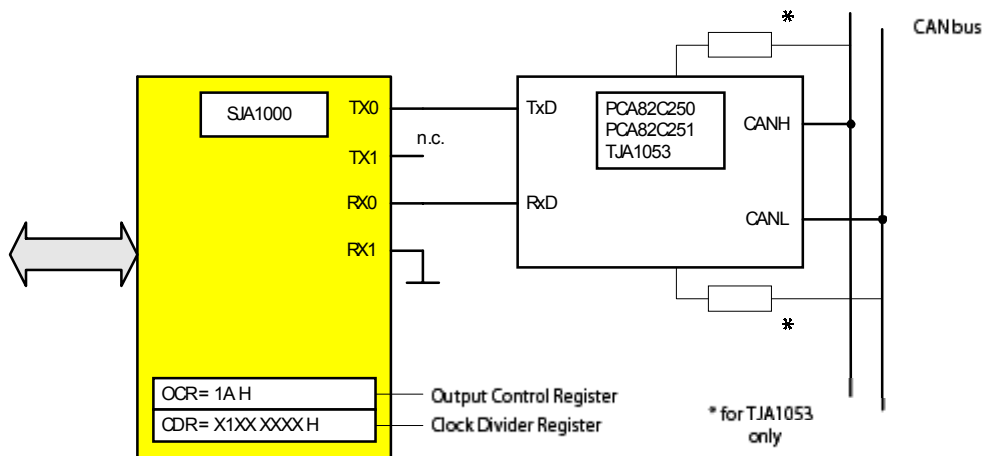 *
CANbus
SJA1000
TX0
TxD
PCA82C250
PCA82C251
TJA1053
CANH
n.c.
TX1
RX0
RxD
CANL
RX1
*
OCR= 1A H
Output Control Register
CDR= X1XX XXXX H
Clock Divider Register
* for TJA1053
only